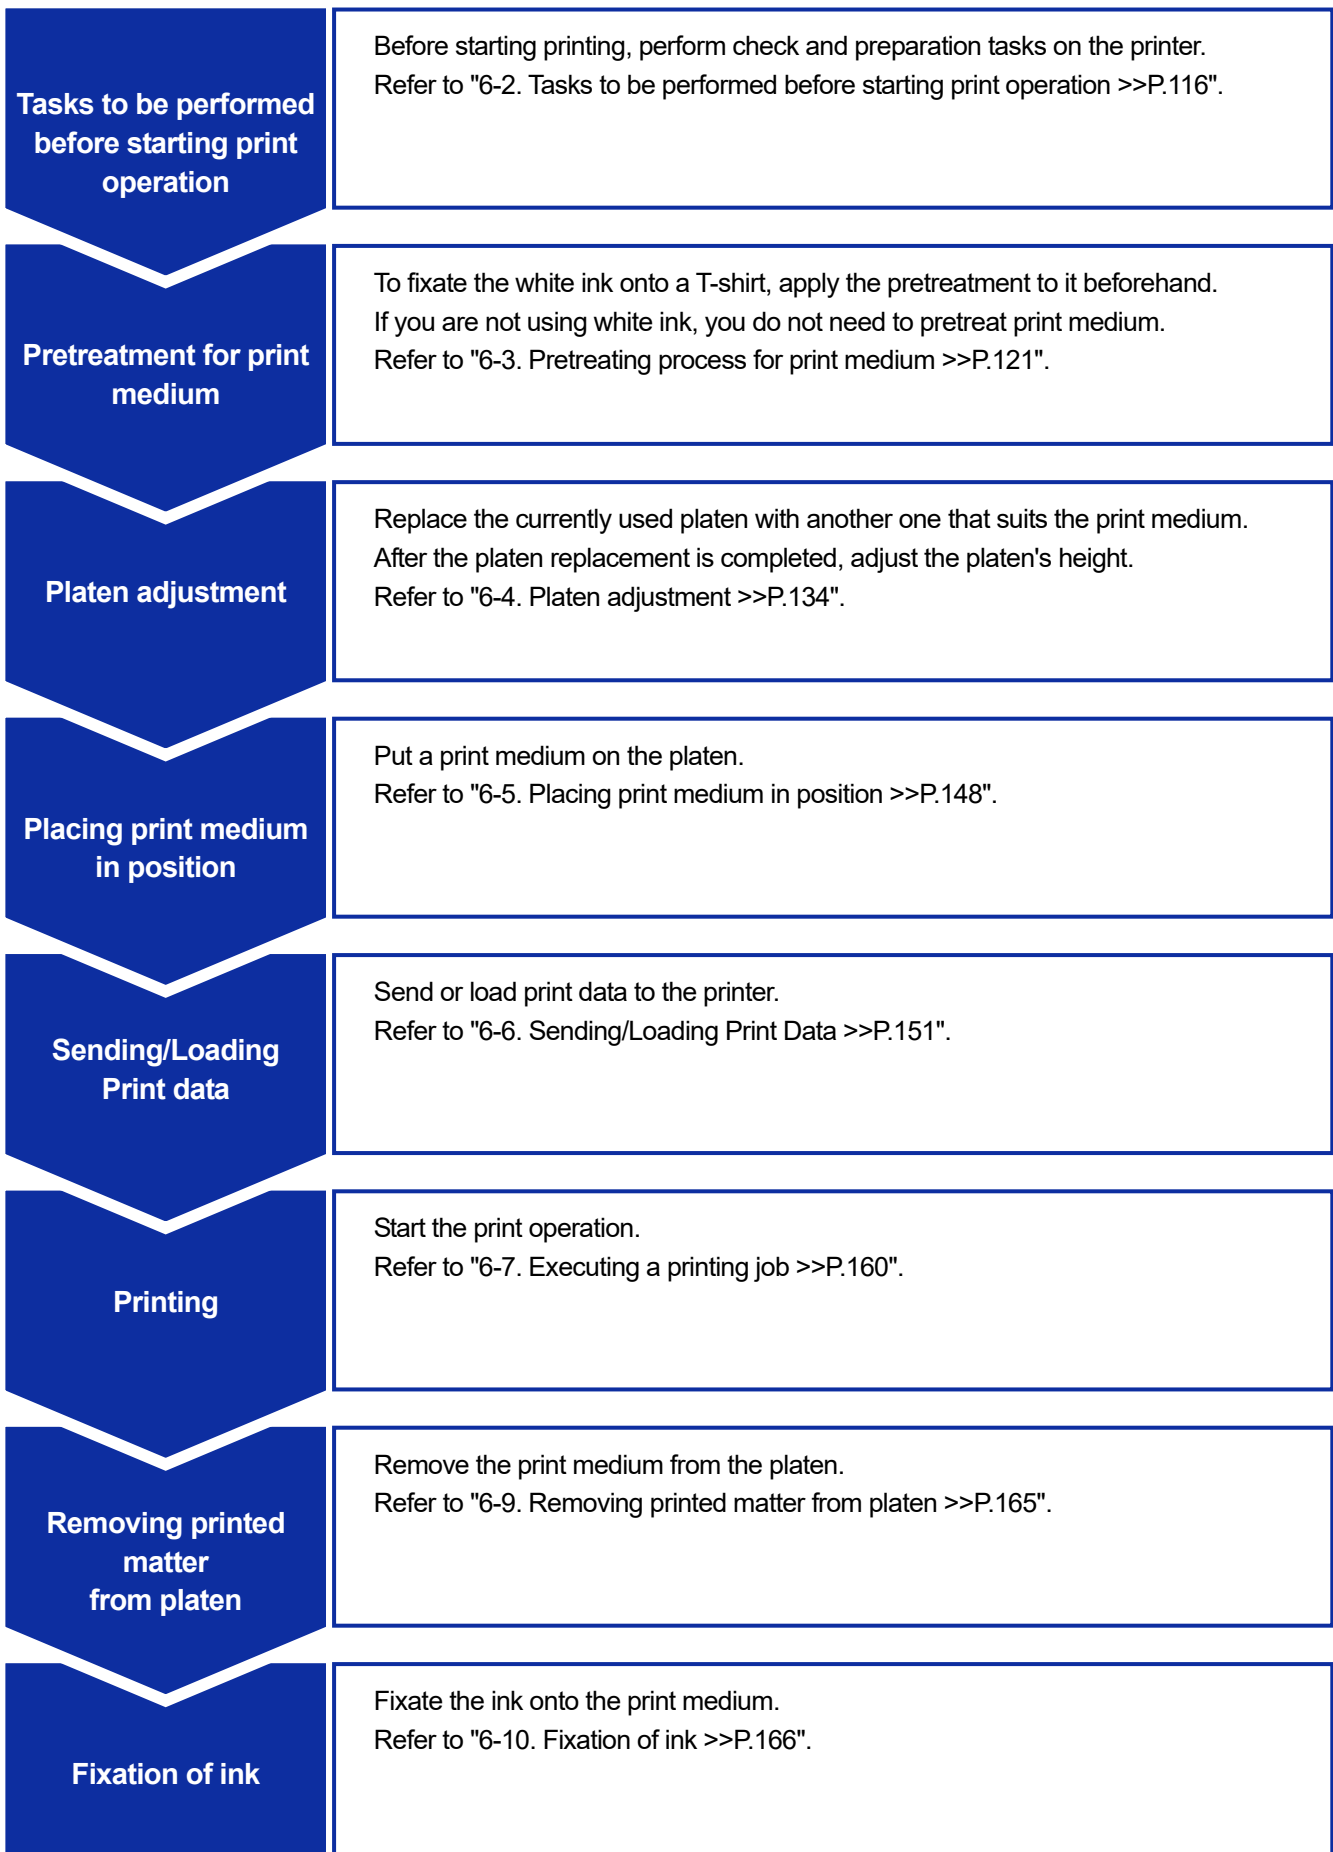 Tasks to be performed
before starting print
operation
Before starting printing, perform check and preparation tasks on the printer.
Refer to "6-2. Tasks to be performed before starting print operation >>P.116".
Pretreatment for print
medium
To fixate the white ink onto a T-shirt, apply the pretreatment to it beforehand.
If you are not using white ink, you do not need to pretreat print medium.
Refer to "6-3. Pretreating process for print medium >>P.121".
Platen adjustment
Replace the currently used platen with another one that suits the print medium.
After the platen replacement is completed, adjust the platen's height.
Refer to "6-4. Platen adjustment >>P.134".
Placing print medium
in position
Put a print medium on the platen.
Refer to "6-5. Placing print medium in position >>P.148".
Sending/Loading
Print data
Send or load print data to the printer.
Refer to "6-6. Sending/Loading Print Data >>P.151".
Printing
Start the print operation.
Refer to "6-7. Executing a printing job >>P.160".
Removing printed
matter
from platen
Remove the print medium from the platen.
Refer to "6-9. Removing printed matter from platen >>P.165".
Fixation of ink
Fixate the ink onto the print medium.
Refer to "6-10. Fixation of ink >>P.166".